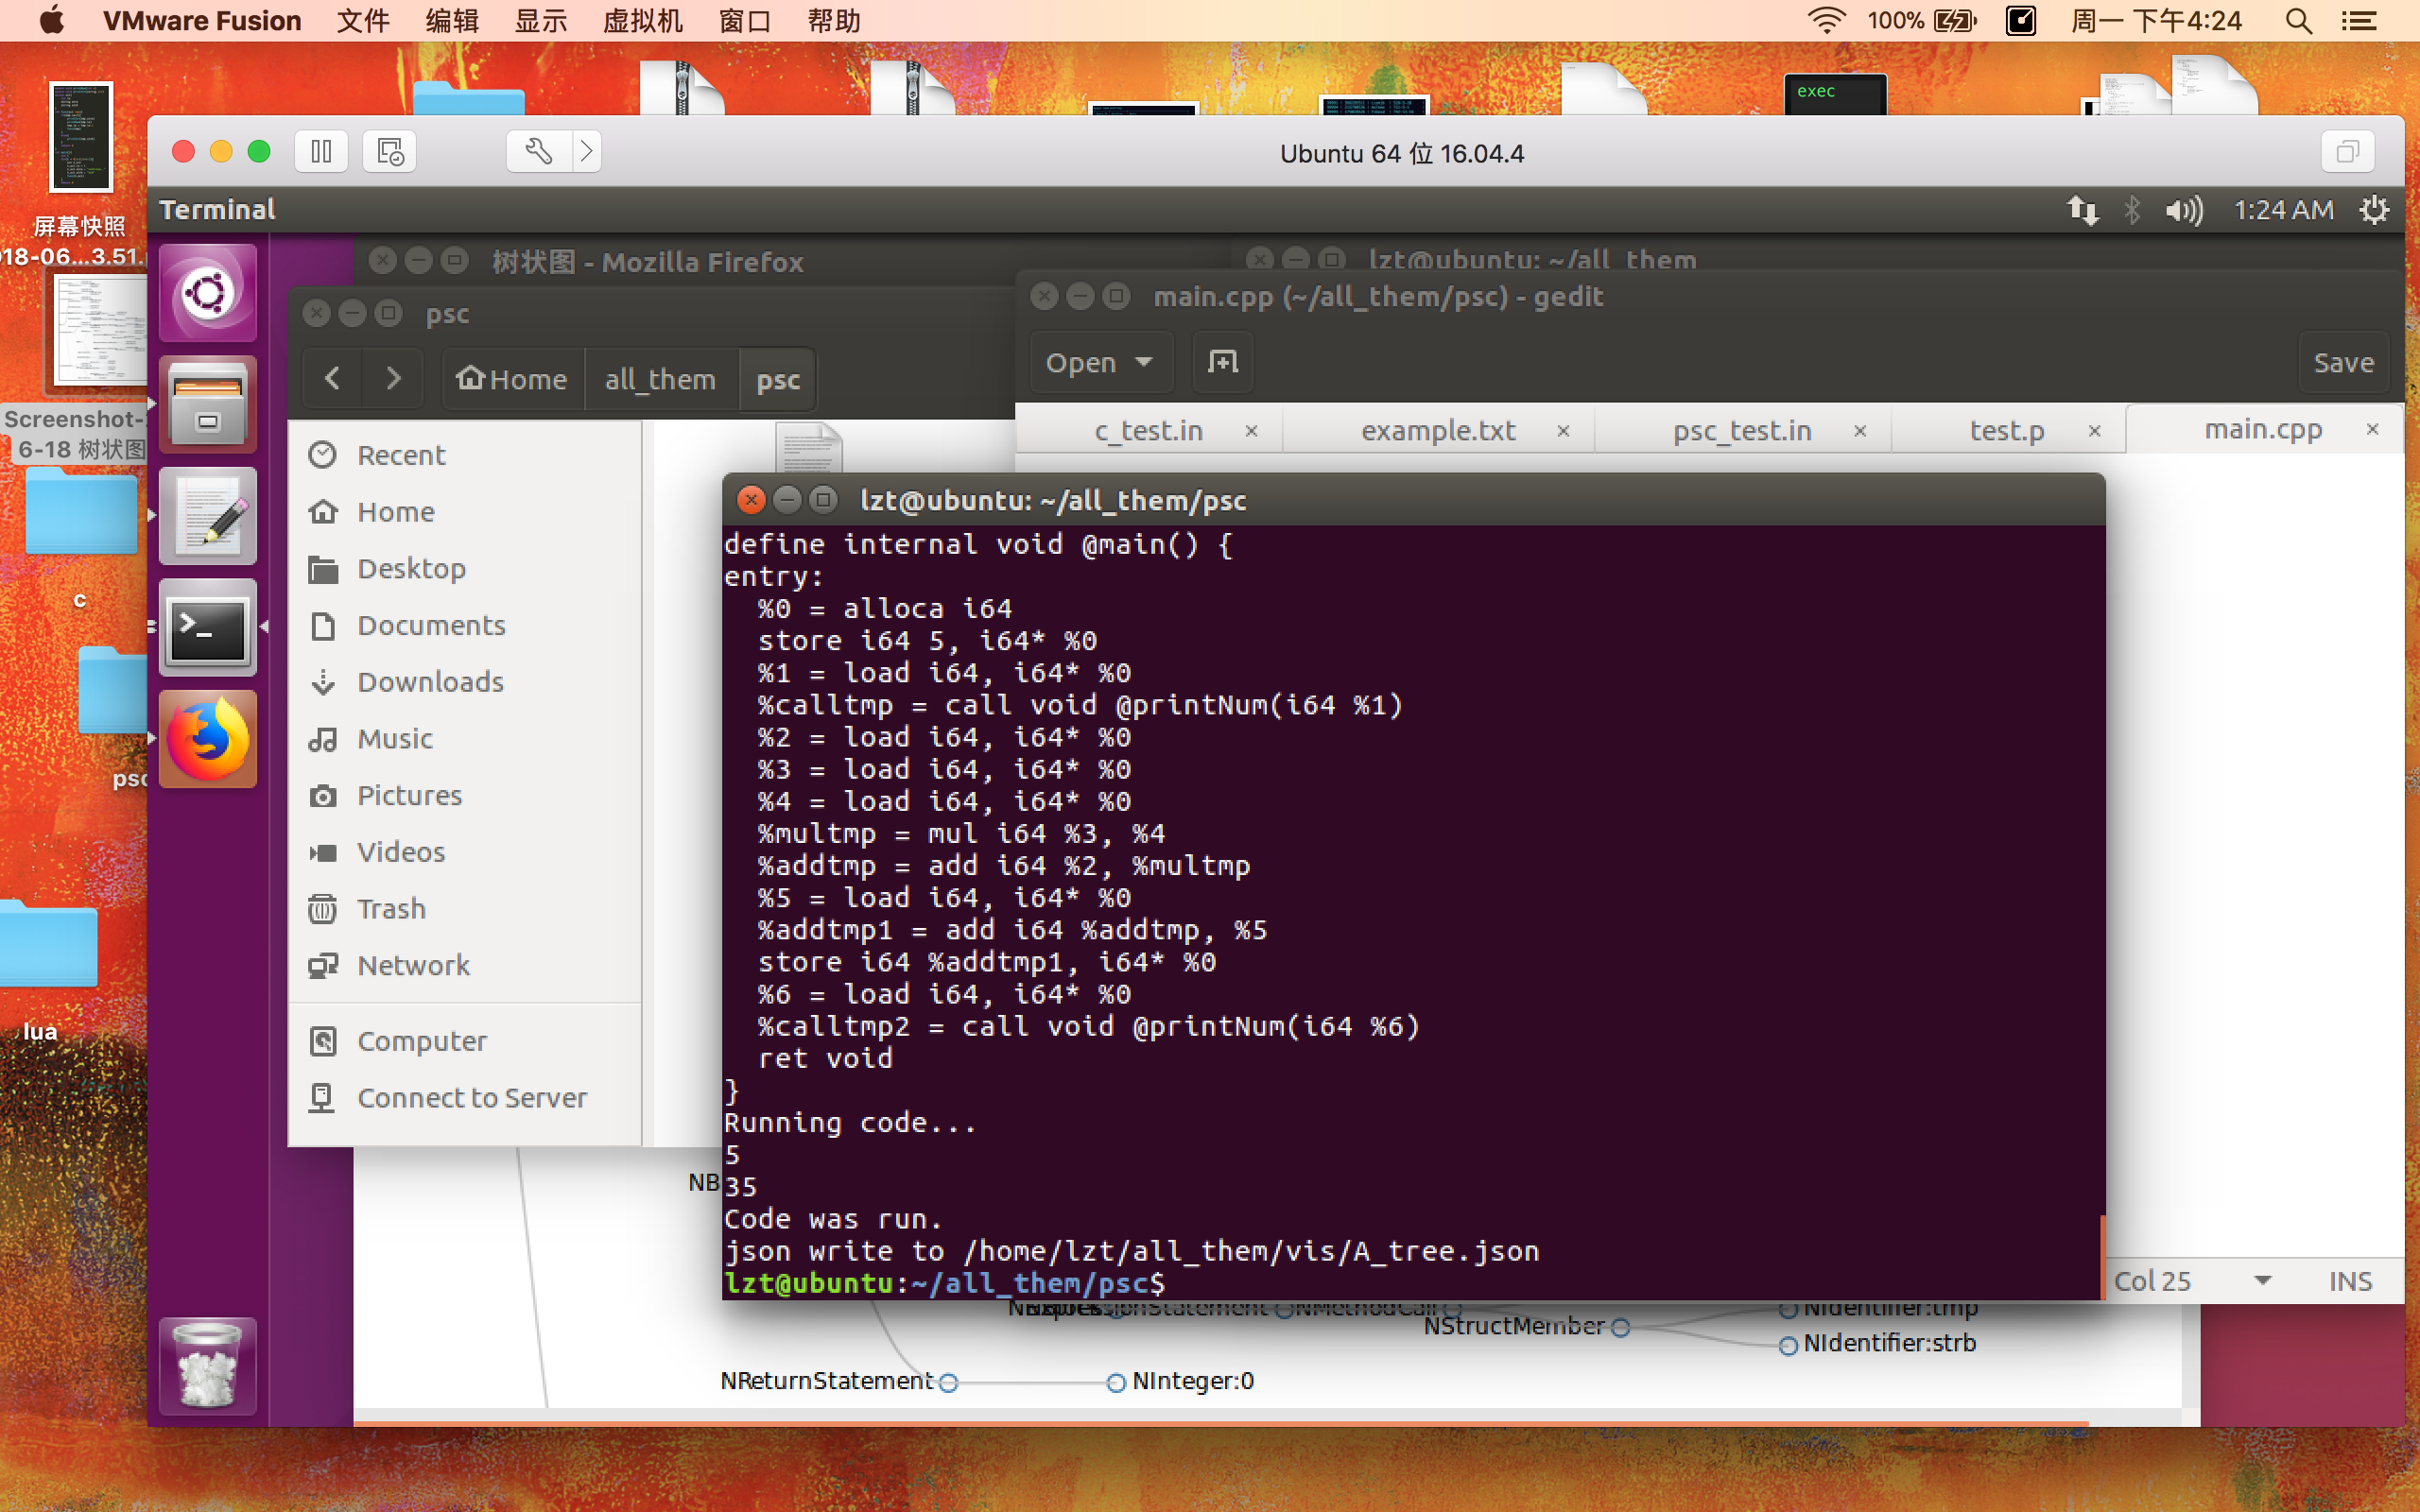 VMware Fusion 文件 编辑 显示 虚拟机 窗口 帮助 100% 周一 下午4:24
exec
屏幕快照
18-06...3.51.
Screenshot-
6-18 树状图
c
psc
lua
Ubuntu 64 位 16.04.4
Terminal 1:24 AM
树状图 - Mozilla Firefox
lzt@ubuntu: ~/all_them
psc
Home all_them psc
main.cpp (~/all_them/psc) - gedit
Open Save
c_test.in × example.txt × psc_test.in × test.p × main.cpp ×
Recent
Home
Desktop
Documents
Downloads
Music
Pictures
Videos
Trash
Network
Computer
Connect to Server
lzt@ubuntu: ~/all_them/psc
define internal void @main() {
entry:
  %0 = alloca i64
  store i64 5, i64* %0
  %1 = load i64, i64* %0
  %calltmp = call void @printNum(i64 %1)
  %2 = load i64, i64* %0
  %3 = load i64, i64* %0
  %4 = load i64, i64* %0
  %multmp = mul i64 %3, %4
  %addtmp = add i64 %2, %multmp
  %5 = load i64, i64* %0
  %addtmp1 = add i64 %addtmp, %5
  store i64 %addtmp1, i64* %0
  %6 = load i64, i64* %0
  %calltmp2 = call void @printNum(i64 %6)
  ret void
}
Running code...
5
35
Code was run.
json write to /home/lzt/all_them/vis/A_tree.json
lzt@ubuntu:~/all_them/psc$
Col 25 INS
NB
NMethodCall NIdentifier:tmp
NStructMember
NIdentifier:strb
NReturnStatement NInteger:0